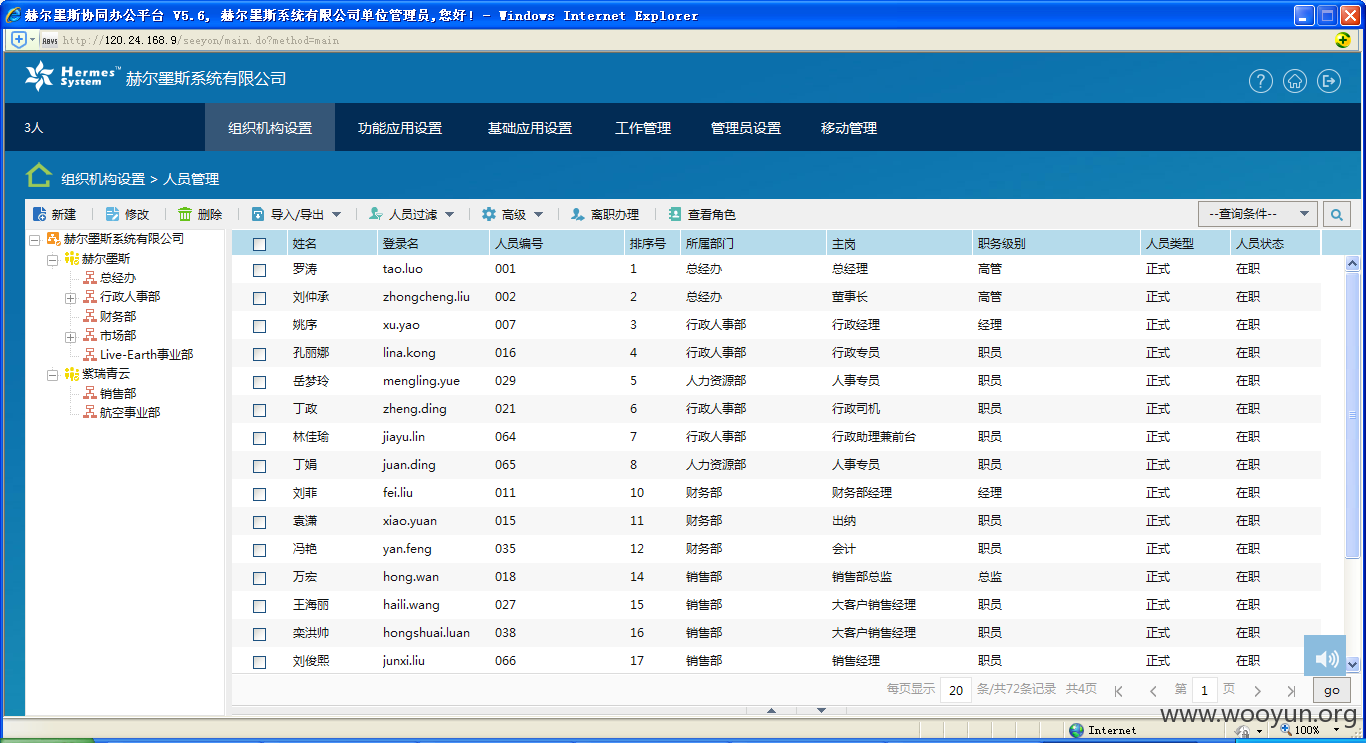 赫尔墨斯协同办公平台 V5.6, 赫尔墨斯系统有限公司单位管理员,您好! - Windows Internet Explorer
http://120.24.168.9/seeyon/main.do?method=main
Hermes System™ 赫尔墨斯系统有限公司
3人 组织机构设置 功能应用设置 基础应用设置 工作管理 管理员设置 移动管理
组织机构设置 > 人员管理
新建 修改 删除 导入/导出 人员过滤 高级 离职办理 查看角色 --查询条件--
赫尔墨斯系统有限公司
赫尔墨斯
总经办
行政人事部
财务部
市场部
Live-Earth事业部
紫瑞青云
销售部
航空事业部
姓名 登录名 人员编号 排序号 所属部门 主岗 职务级别 人员类型 人员状态
罗涛 tao.luo 001 1 总经办 总经理 高管 正式 在职
刘仲承 zhongcheng.liu 002 2 总经办 董事长 高管 正式 在职
姚序 xu.yao 007 3 行政人事部 行政经理 经理 正式 在职
孔丽娜 lina.kong 016 4 行政人事部 行政专员 职员 正式 在职
岳梦玲 mengling.yue 029 5 人力资源部 人事专员 职员 正式 在职
丁政 zheng.ding 021 6 行政人事部 行政司机 职员 正式 在职
林佳瑜 jiayu.lin 064 7 行政人事部 行政助理兼前台 职员 正式 在职
丁娟 juan.ding 065 8 人力资源部 人事专员 职员 正式 在职
刘菲 fei.liu 011 10 财务部 财务部经理 经理 正式 在职
袁潇 xiao.yuan 015 11 财务部 出纳 职员 正式 在职
冯艳 yan.feng 035 12 财务部 会计 职员 正式 在职
万宏 hong.wan 018 14 销售部 销售部总监 总监 正式 在职
王海丽 haili.wang 027 15 销售部 大客户销售经理 职员 正式 在职
栾洪帅 hongshuai.luan 038 16 销售部 大客户销售经理 职员 正式 在职
刘俊熙 junxi.liu 066 17 销售部 销售经理 职员 正式 在职
每页显示 20 条/共72条记录 共4页 第 1 页 go
www.wooyun.org
Internet 100%